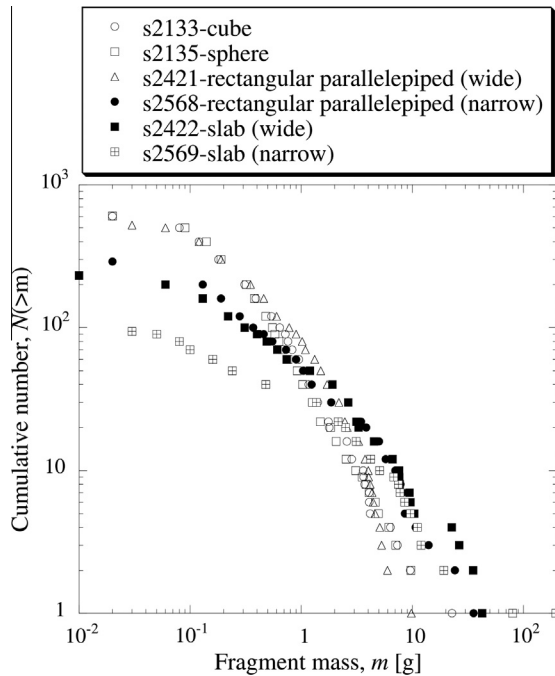 s2133-cube
s2135-sphere
s2421-rectangular parallelepiped (wide)
s2568-rectangular parallelepiped (narrow)
s2422-slab (wide)
s2569-slab (narrow)
10³
10²
10
1
Cumulative number, N(>m)
10⁻² 10⁻¹ 1 10 10²
Fragment mass, m [g]